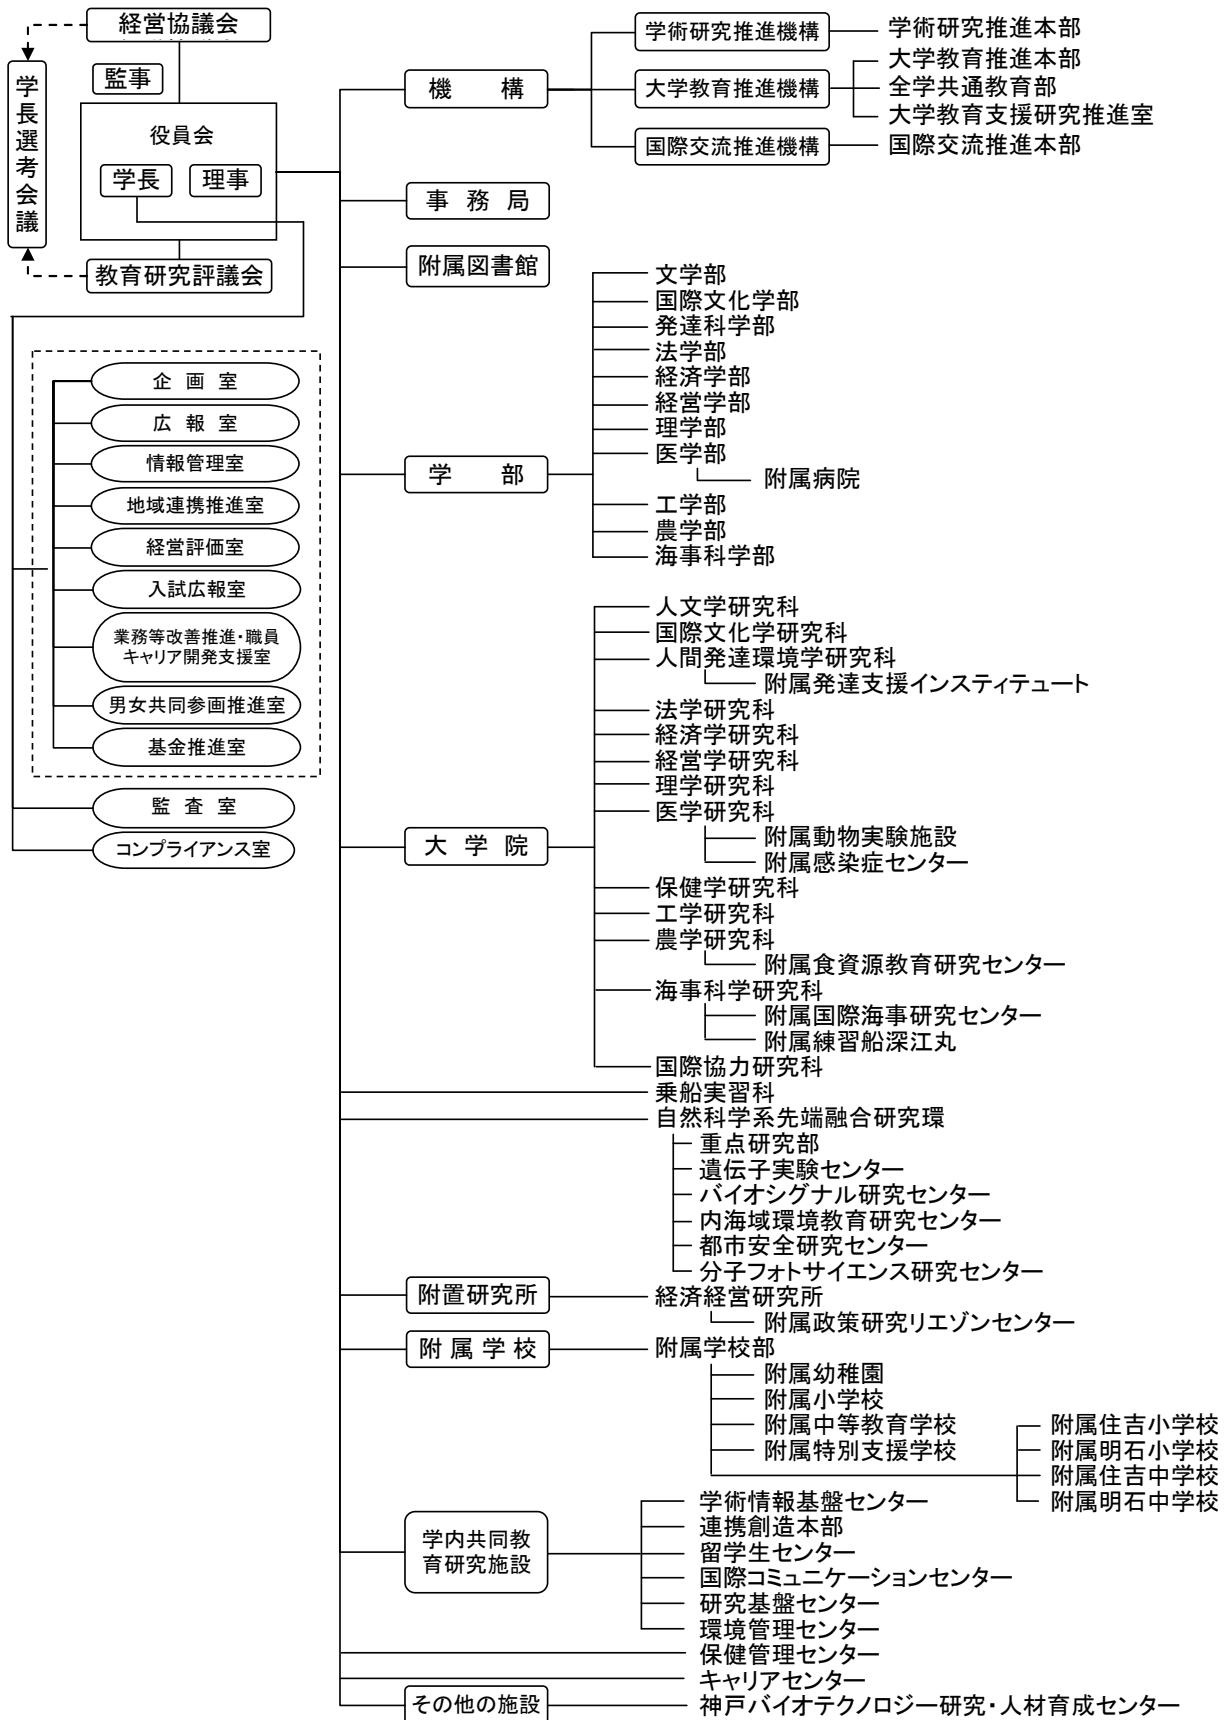 経営協議会
監事
学長選考会議
役員会
学長
理事
教育研究評議会
企画室
広報室
情報管理室
地域連携推進室
経営評価室
入試広報室
業務等改善推進・職員
キャリア開発支援室
男女共同参画推進室
基金推進室
監査室
コンプライアンス室
機構
学術研究推進機構
学術研究推進本部
大学教育推進機構
大学教育推進本部
全学共通教育部
大学教育支援研究推進室
国際交流推進機構
国際交流推進本部
事務局
附属図書館
学部
文学部
国際文化学部
発達科学部
法学部
経済学部
経営学部
理学部
医学部
附属病院
工学部
農学部
海事科学部
大学院
人文学研究科
国際文化学研究科
人間発達環境学研究科
附属発達支援インスティテュート
法学研究科
経済学研究科
経営学研究科
理学研究科
医学研究科
附属動物実験施設
附属感染症センター
保健学研究科
工学研究科
農学研究科
附属食資源教育研究センター
海事科学研究科
附属国際海事研究センター
附属練習船深江丸
国際協力研究科
乗船実習科
自然科学系先端融合研究環
重点研究部
遺伝子実験センター
バイオシグナル研究センター
内海域環境教育研究センター
都市安全研究センター
分子フォトサイエンス研究センター
附置研究所
経済経営研究所
附属政策研究リエゾンセンター
附属学校
附属学校部
附属幼稚園
附属小学校
附属中等教育学校
附属特別支援学校
附属住吉小学校
附属明石小学校
附属住吉中学校
附属明石中学校
学内共同教
育研究施設
学術情報基盤センター
連携創造本部
留学生センター
国際コミュニケーションセンター
研究基盤センター
環境管理センター
保健管理センター
キャリアセンター
その他の施設
神戸バイオテクノロジー研究・人材育成センター